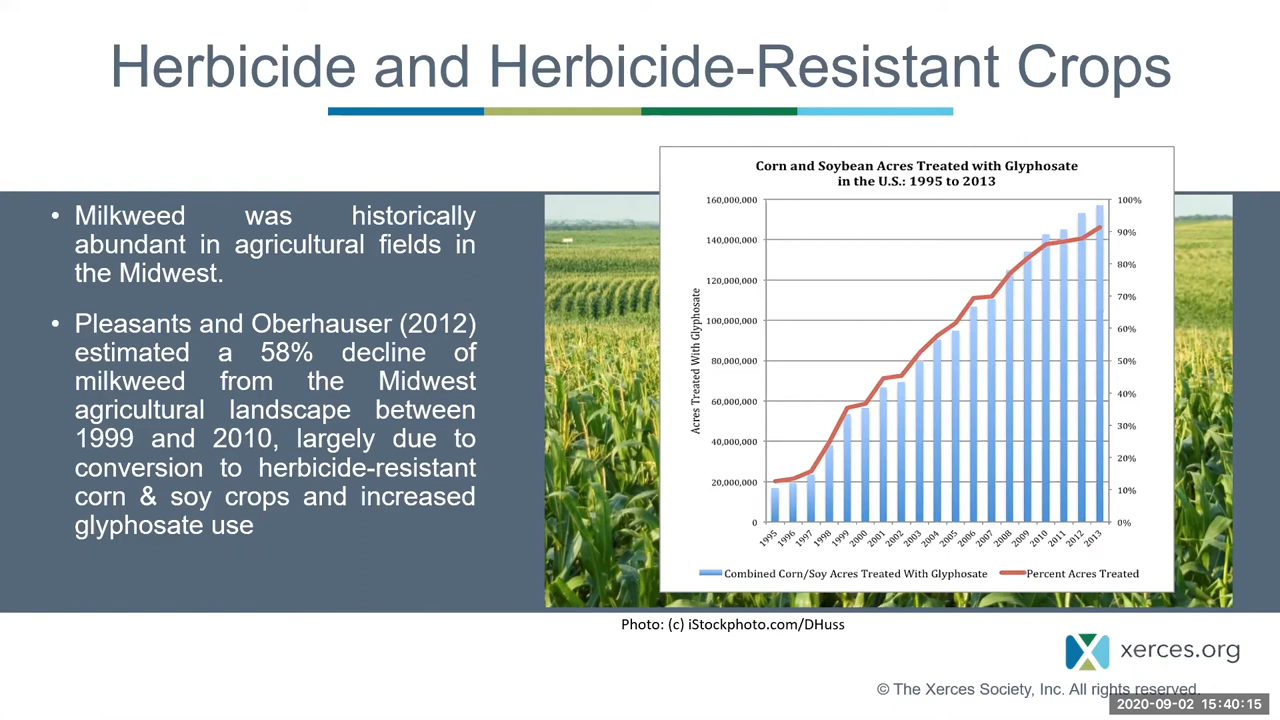 Herbicide and Herbicide-Resistant Crops
• Milkweed was historically
abundant in agricultural fields in
the Midwest.
• Pleasants and Oberhauser (2012)
estimated a 58% decline of
milkweed from the Midwest
agricultural landscape between
1999 and 2010, largely due to
conversion to herbicide-resistant
corn & soy crops and increased
glyphosate use
Corn and Soybean Acres Treated with Glyphosate
in the U.S.: 1995 to 2013
Acres Treated With Glyphosate
160,000,000
140,000,000
120,000,000
100,000,000
80,000,000
60,000,000
40,000,000
20,000,000
0
100%
90%
80%
70%
60%
50%
40%
30%
20%
10%
0%
1995 1996 1997 1998 1999 2000 2001 2002 2003 2004 2005 2006 2007 2008 2009 2010 2011 2012 2013
Combined Corn/Soy Acres Treated With Glyphosate Percent Acres Treated
Photo: (c) iStockphoto.com/DHuss
xerces.org
© The Xerces Society, Inc. All rights reserved.
2020-09-02 15:40:15